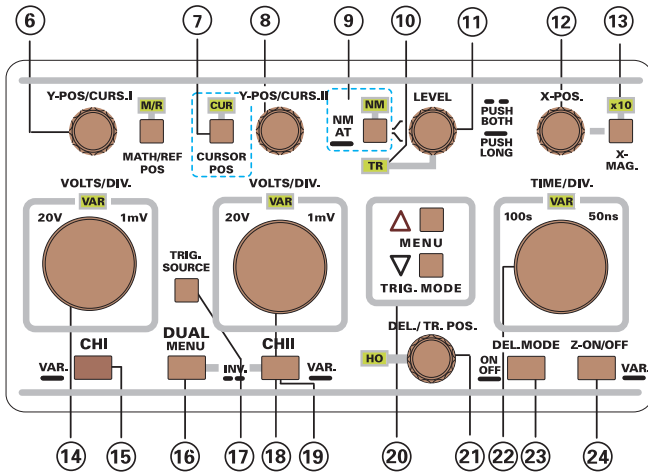 6 7 8 9 10 11 12 13
Y-POS/CURS.I
M/R
MATH/REF
POS
CUR
CURSOR
POS
Y-POS/CURS.II
NM
AT
NM
TR
LEVEL
PUSH
BOTH
PUSH
LONG
X-POS.
x10
X-
MAG.
VOLTS/DIV.
VAR
20V 1mV
TRIG.
SOURCE
VOLTS/DIV.
VAR
20V 1mV
MENU
TRIG. MODE
TIME/DIV.
VAR
100s 50ns
VAR.
CHI
DUAL
MENU
INV.
CHII
VAR.
HO
DEL./ TR. POS.
ON
OFF
DEL.MODE
Z-ON/OFF
VAR.
14 15 16 17 18 19 20 21 22 23 24